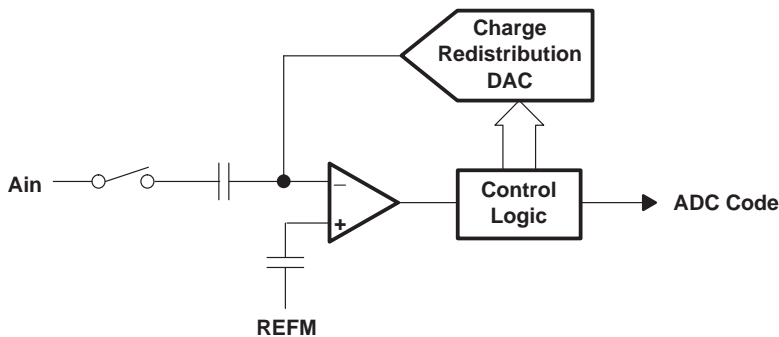 Charge
Redistribution
DAC
Ain
−
+
Control
Logic
ADC Code
REFM